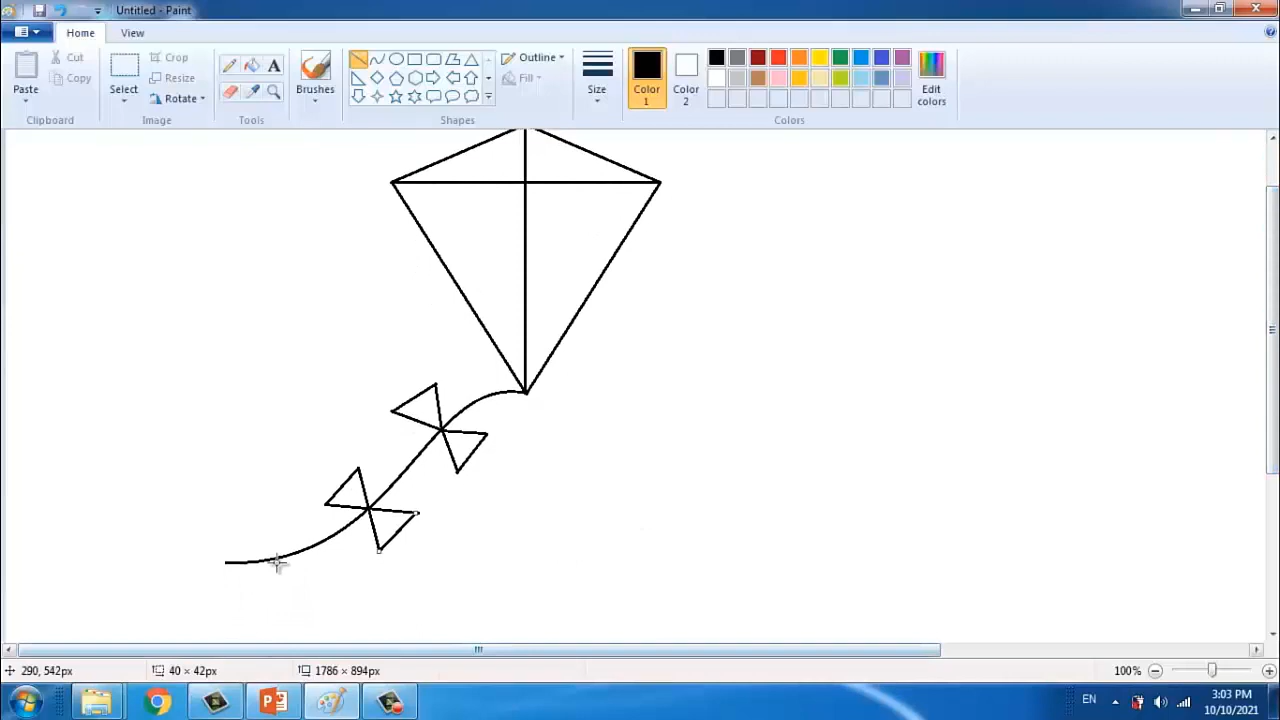 Untitled - Paint
Home View
Paste Cut Copy
Select Crop Resize Rotate
A
Brushes
Outline Fill
Size
Color 1
Color 2
Edit colors
Clipboard Image Tools Shapes Colors
290, 542px 40 × 42px 1786 × 894px 100%
EN 3:03 PM
10/10/2021